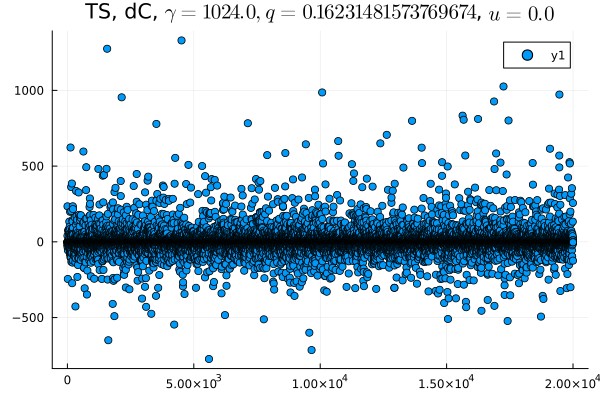 TS, dC, γ = 1024.0, q = 0.16231481573769674, u = 0.0
y1
1000
500
0
−500
0 5.00×10³ 1.00×10⁴ 1.50×10⁴ 2.00×10⁴